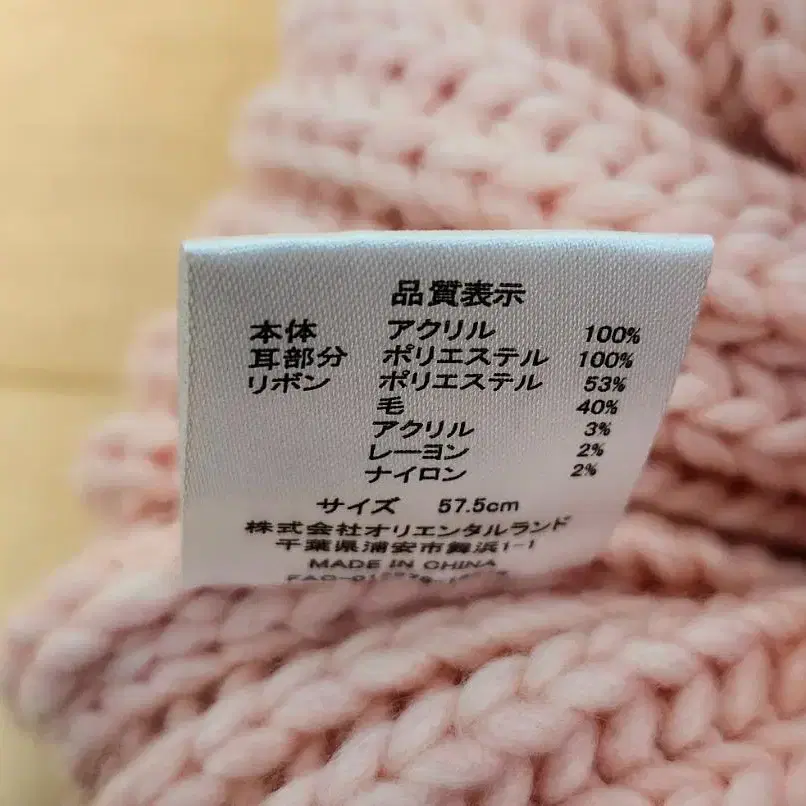 品質表示
本体 アクリル 100%
耳部分 ポリエステル 100%
リボン ポリエステル 53%
毛 40%
アクリル 3%
レーヨン 2%
ナイロン 2%
サイズ 57.5cm
株式会社オリエンタルランド
千葉県浦安市舞浜1-1
MADE IN CHINA